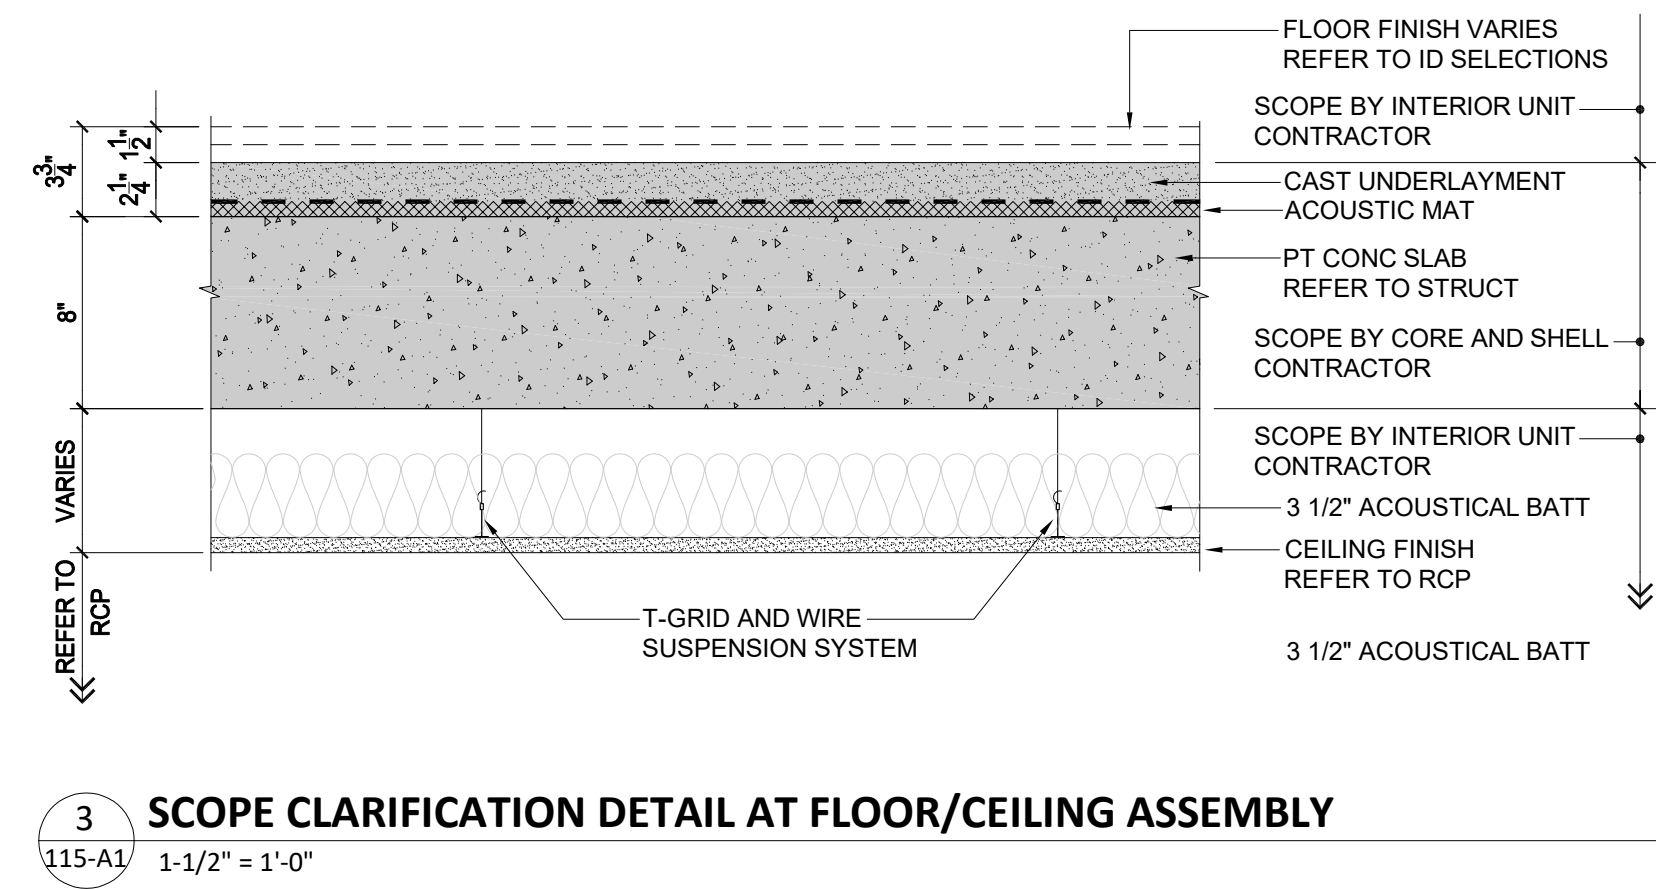 FLOOR FINISH VARIES
REFER TO ID SELECTIONS
SCOPE BY INTERIOR UNIT
CONTRACTOR
CAST UNDERLAYMENT
ACOUSTIC MAT
PT CONC SLAB
REFER TO STRUCT
SCOPE BY CORE AND SHELL
CONTRACTOR
SCOPE BY INTERIOR UNIT
CONTRACTOR
3 1/2" ACOUSTICAL BATT
CEILING FINISH
REFER TO RCP
3 1/2" ACOUSTICAL BATT
T-GRID AND WIRE
SUSPENSION SYSTEM
3 3/4"
1 1/2"
2 1/4"
8"
VARIES
REFER TO
RCP
3
115-A1
SCOPE CLARIFICATION DETAIL AT FLOOR/CEILING ASSEMBLY
1-1/2" = 1'-0"